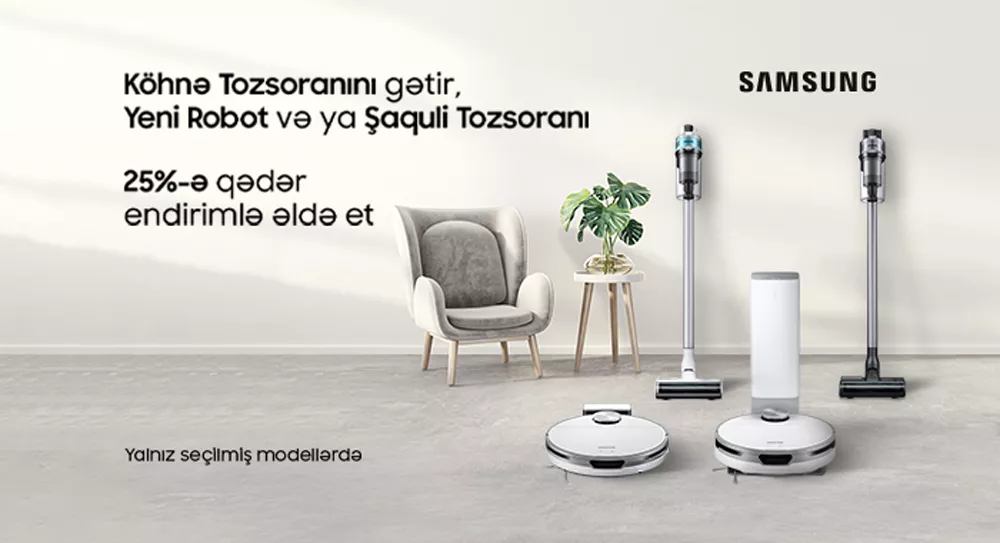 Köhnə Tozsoranını gətir,
Yeni Robot və ya Şaquli Tozsoranı
SAMSUNG
25%-ə qədər
endirimlə əldə et
Yalnız seçilmiş modellərdə